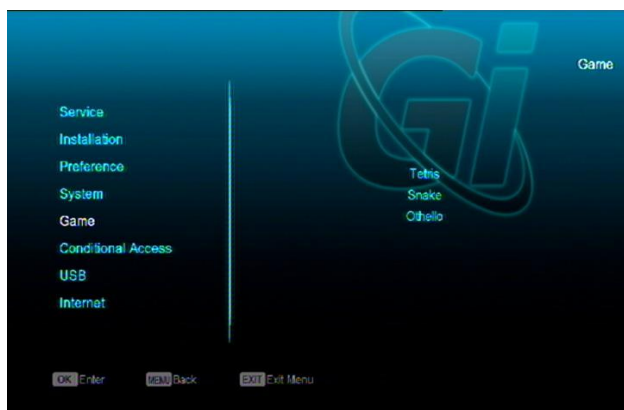 Game
Service
Installation
Preference
System
Game
Conditional Access
USB
Internet
Tetris
Snake
Othello
OK Enter MENU Back EXIT Exit Menu